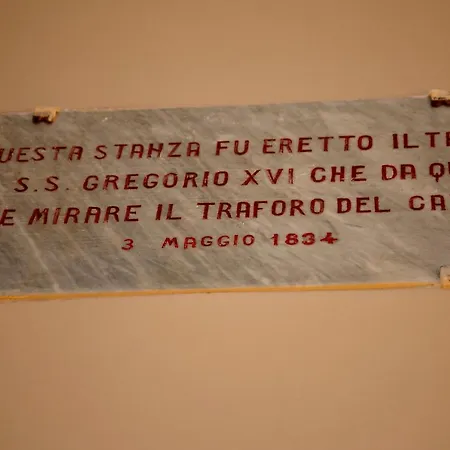 UESTA STANZA FU ERETTO IL T
S.S. GREGORIO XVI CHE DA QU
E MIRARE IL TRAFORO DEL CA
3 MAGGIO 1834